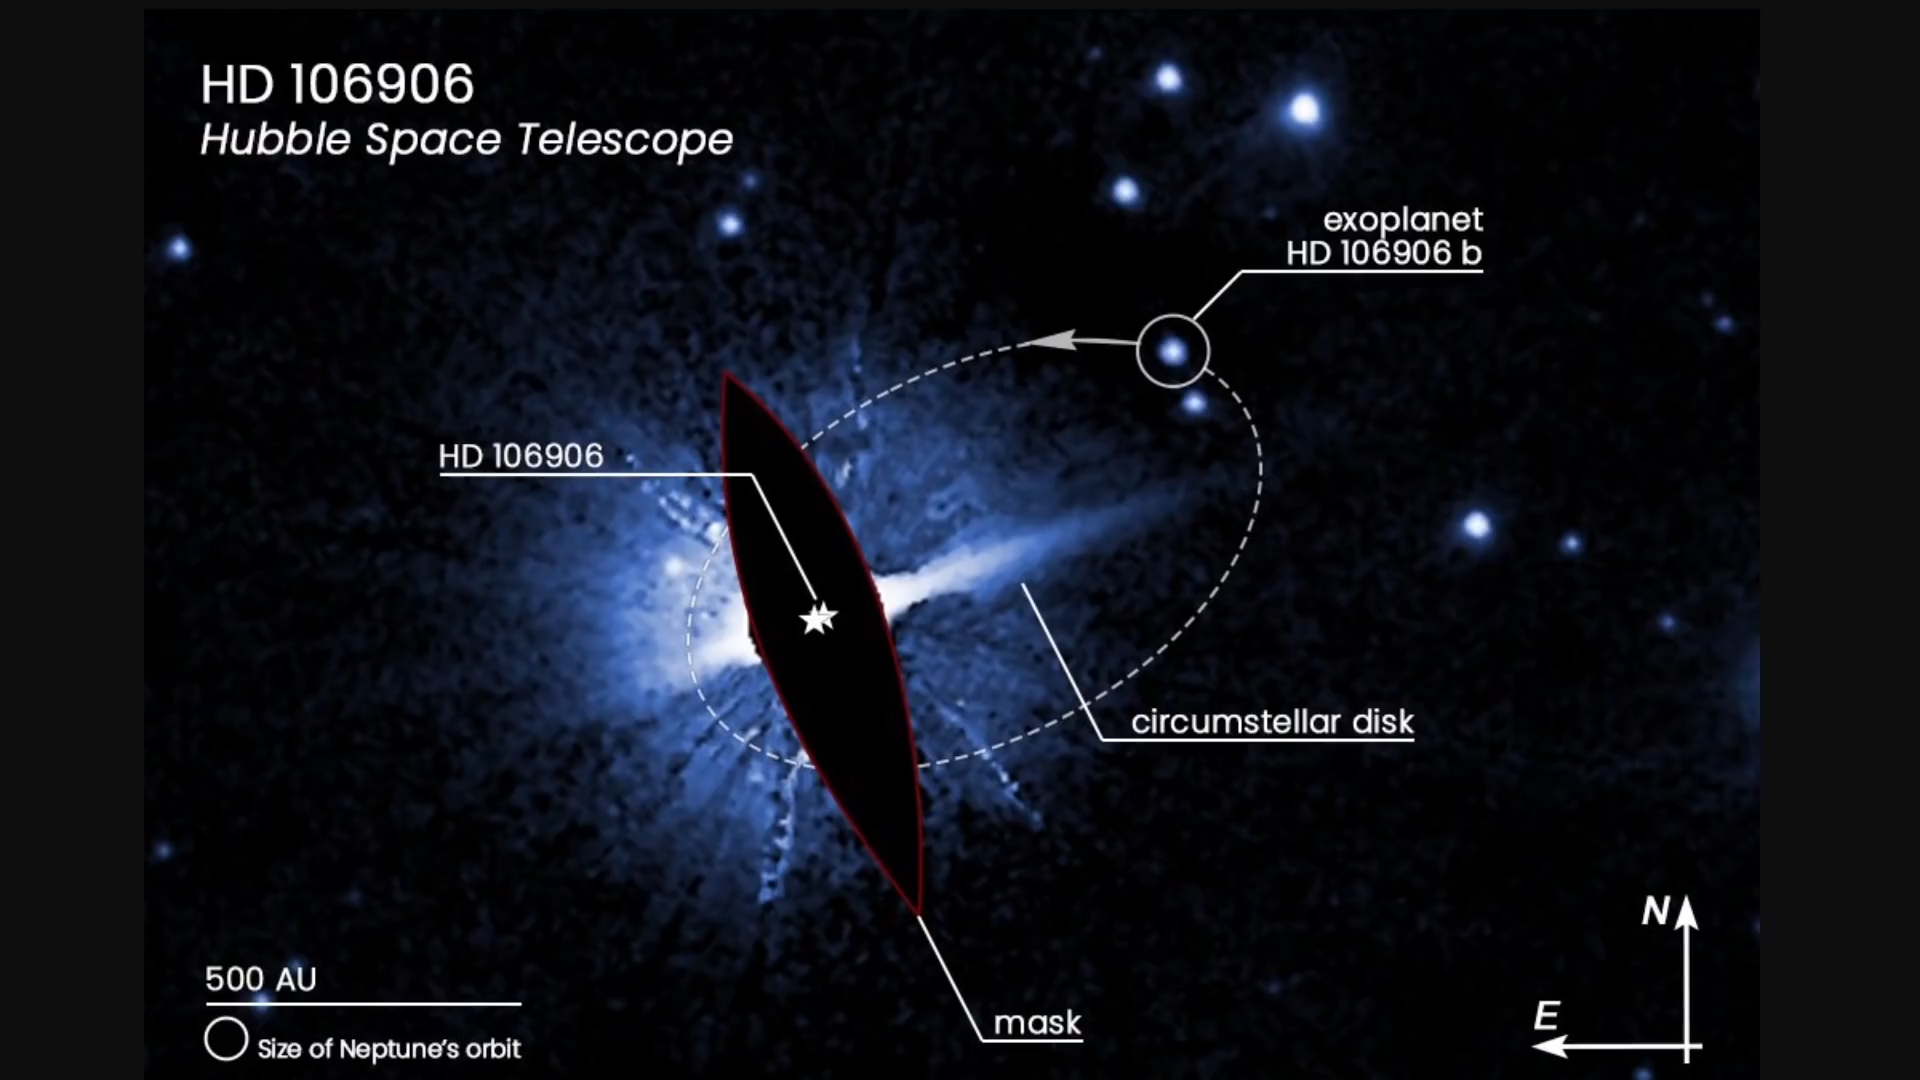 HD 106906
Hubble Space Telescope
exoplanet
HD 106906 b
HD 106906
circumstellar disk
N
500 AU
E
mask
Size of Neptune's orbit